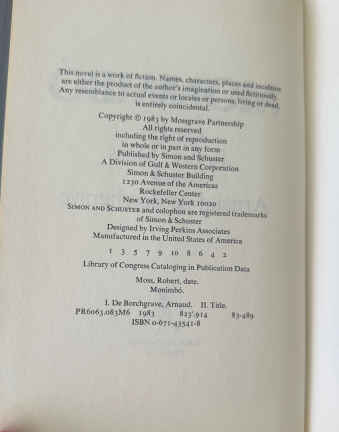 This novel is a work of fiction. Names, characters, places and incidents
are either the product of the author's imagination or used fictitiously.
Any resemblance to actual events or locales or persons, living or dead,
is entirely coincidental.
Copyright © 1983 by Mossgrave Partnership
All rights reserved
including the right of reproduction
in whole or in part in any form
Published by Simon and Schuster
A Division of Gulf & Western Corporation
Simon & Schuster Building
1230 Avenue of the Americas
Rockefeller Center
New York, New York 10020
SIMON AND SCHUSTER and colophon are registered trademarks
of Simon & Schuster
Designed by Irving Perkins Associates
Manufactured in the United States of America
1 3 5 7 9 10 8 6 4 2
Library of Congress Cataloging in Publication Data
Moss, Robert, date.
Monimbó.
I. De Borchgrave, Arnaud. II. Title.
PR6063.083M6 1983 823'.914 83-489
ISBN 0-671-43541-8